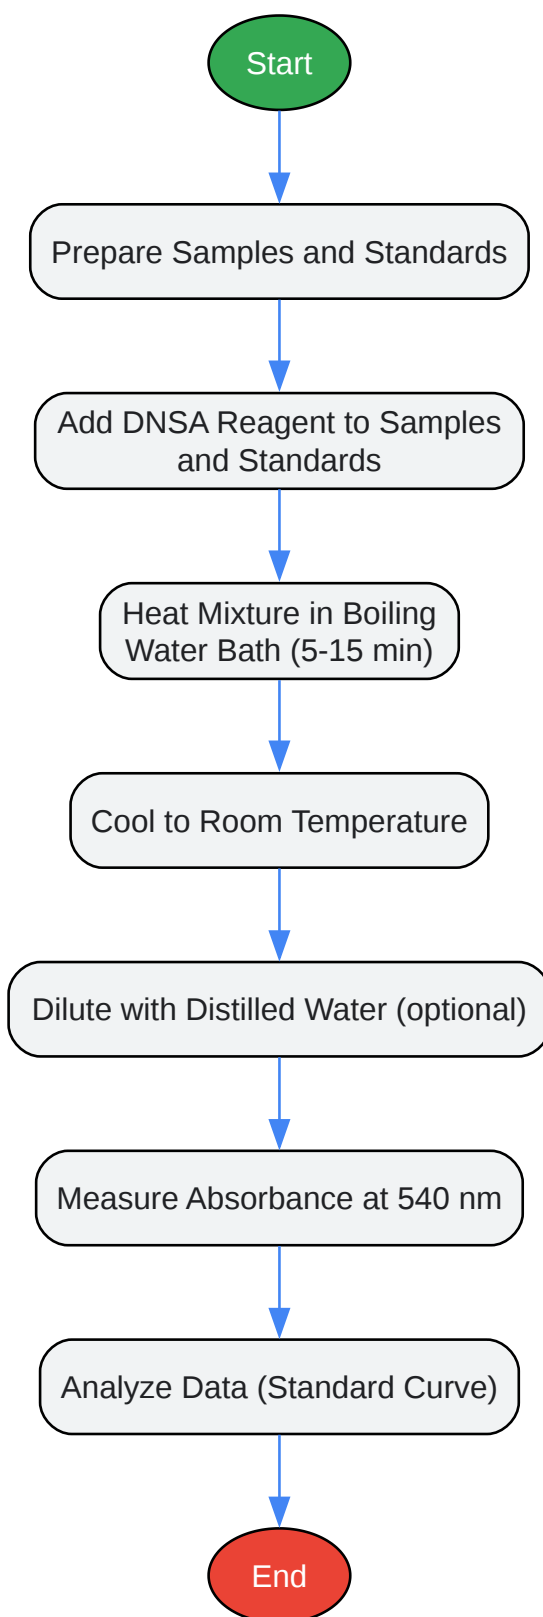 Start
Prepare Samples and Standards
Add DNSA Reagent to Samples
and Standards
Heat Mixture in Boiling
Water Bath (5-15 min)
Cool to Room Temperature
Dilute with Distilled Water (optional)
Measure Absorbance at 540 nm
Analyze Data (Standard Curve)
End